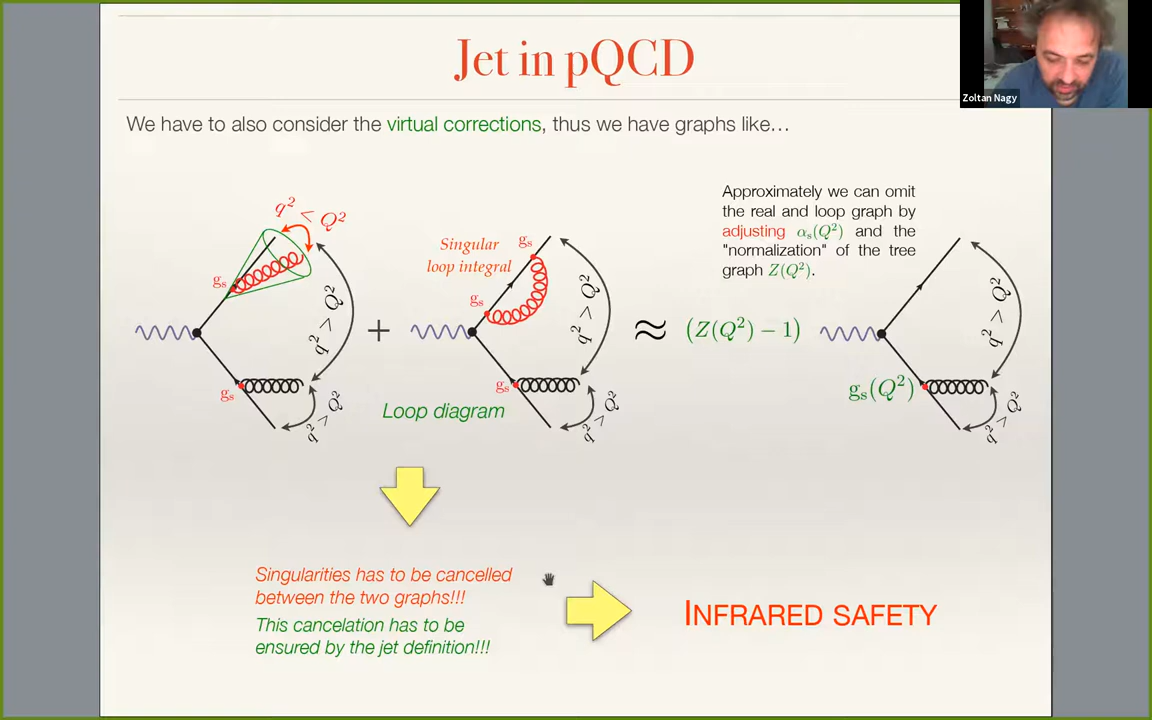 Jet in pQCD
Zoltan Nagy
We have to also consider the virtual corrections, thus we have graphs like…
q² < Q²
gₛ
q² > Q²
gₛ
q² > Q²
+
Singular
loop integral
gₛ
gₛ
q² > Q²
gₛ
q² > Q²
Loop diagram
≈
(Z(Q²) − 1)
Approximately we can omit
the real and loop graph by
adjusting αₛ(Q²) and the
"normalization" of the tree
graph Z(Q²).
q² > Q²
gₛ(Q²)
q² > Q²
Singularities has to be cancelled
between the two graphs!!!
This cancelation has to be
ensured by the jet definition!!!
INFRARED SAFETY